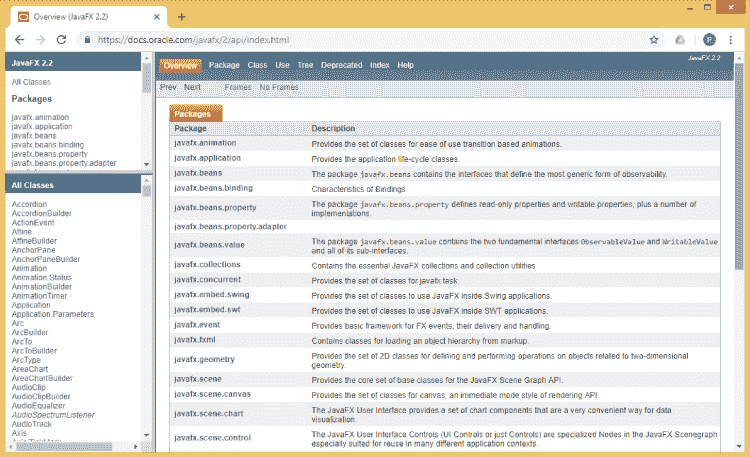 Overview (JavaFX 2.2)
https://docs.oracle.com/javafx/2/api/index.html
P
JavaFX 2.2
All Classes
Packages
javafx.animation
javafx.application
javafx.beans
javafx.beans.binding
javafx.beans.property
javafx.beans.property.adapter
All Classes
Accordion
AccordionBuilder
ActionEvent
Affine
AffineBuilder
AnchorPane
AnchorPaneBuilder
Animation
Animation.Status
AnimationBuilder
AnimationTimer
Application
Application.Parameters
Arc
ArcBuilder
ArcTo
ArcToBuilder
ArcType
AreaChart
AreaChartBuilder
AudioClip
AudioClipBuilder
AudioEqualizer
AudioSpectrumListener
AudioTrack
Axis
Axis.TickMark
Overview Package Class Use Tree Deprecated Index Help
JavaFX 2.2
Prev Next Frames No Frames
Packages
Package Description
javafx.animation Provides the set of classes for ease of use transition based animations.
javafx.application Provides the application life-cycle classes.
javafx.beans The package javafx.beans contains the interfaces that define the most generic form of observability.
javafx.beans.binding Characteristics of Bindings
javafx.beans.property The package javafx.beans.property defines read-only properties and writable properties, plus a number of
implementations.
javafx.beans.property.adapter
javafx.beans.value The package javafx.beans.value contains the two fundamental interfaces ObservableValue and WritableValue
and all of its sub-interfaces.
javafx.collections Contains the essential JavaFX collections and collection utilities
javafx.concurrent Provides the set of classes for javafx.task.
javafx.embed.swing Provides the set of classes to use JavaFX inside Swing applications.
javafx.embed.swt Provides the set of classes to use JavaFX inside SWT applications.
javafx.event Provides basic framework for FX events, their delivery and handling.
javafx.fxml Contains classes for loading an object hierarchy from markup.
javafx.geometry Provides the set of 2D classes for defining and performing operations on objects related to two-dimensional
geometry.
javafx.scene Provides the core set of base classes for the JavaFX Scene Graph API.
javafx.scene.canvas Provides the set of classes for canvas, an immediate mode style of rendering API.
javafx.scene.chart The JavaFX User Interface provides a set of chart components that are a very convenient way for data
visualization.
javafx.scene.control The JavaFX User Interface Controls (UI Controls or just Controls) are specialized Nodes in the JavaFX Scenegraph
especially suited for reuse in many different application contexts.